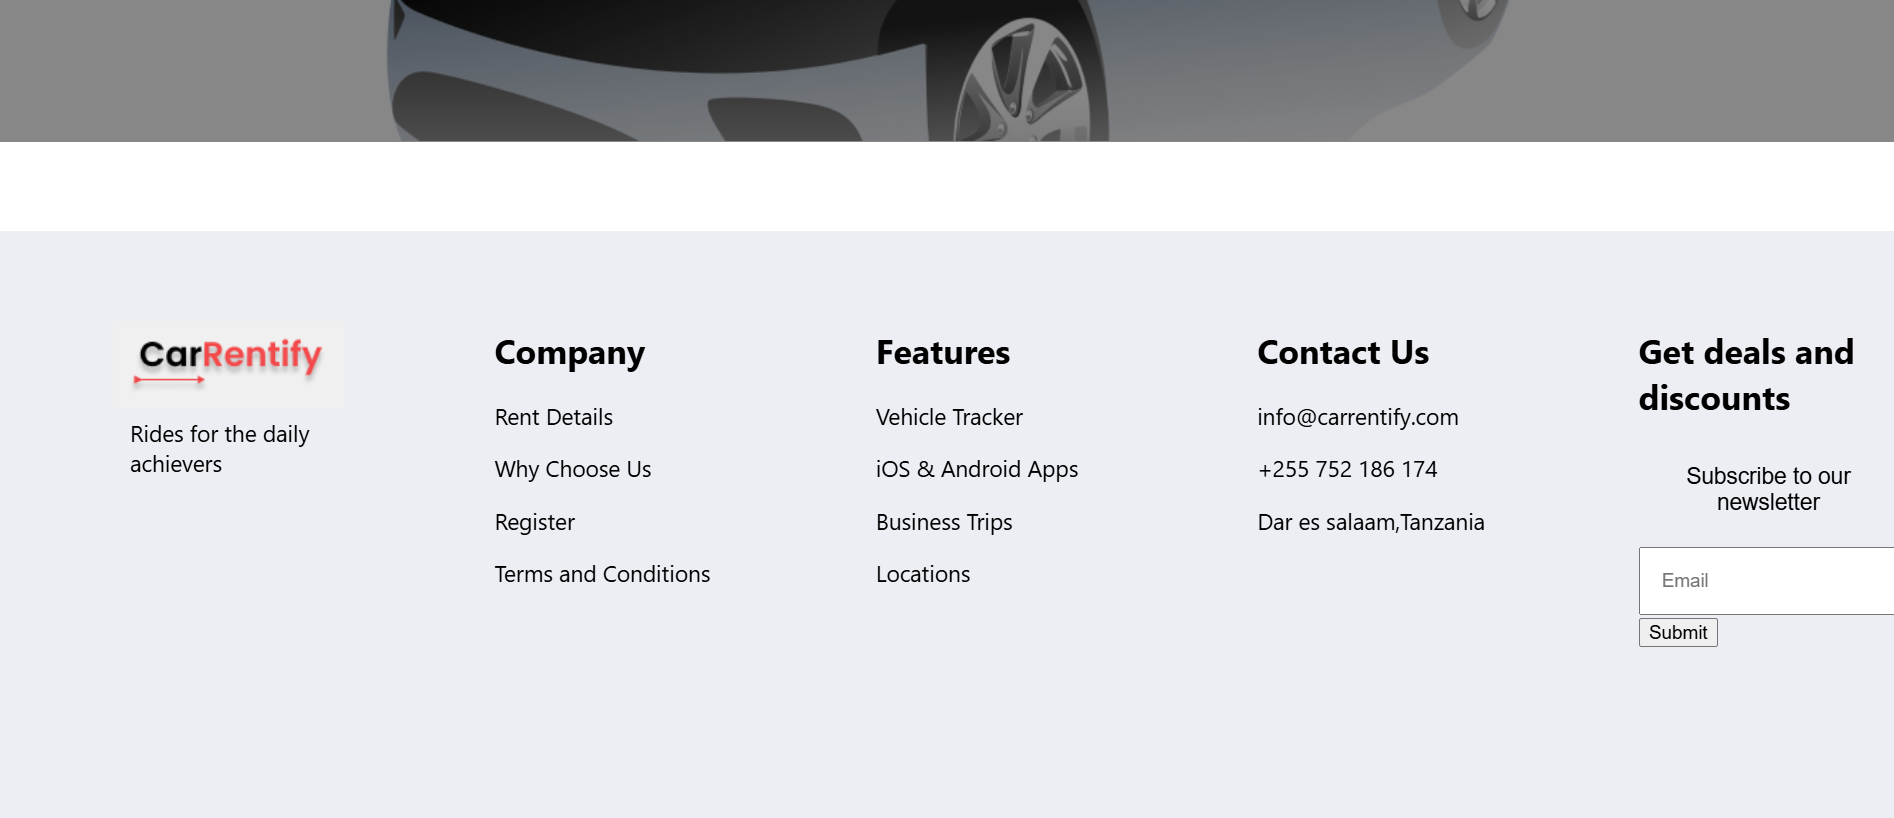 CarRentify
Rides for the daily
achievers
Company
Rent Details
Why Choose Us
Register
Terms and Conditions
Features
Vehicle Tracker
iOS & Android Apps
Business Trips
Locations
Contact Us
info@carrentify.com
+255 752 186 174
Dar es salaam,Tanzania
Get deals and
discounts
Subscribe to our
newsletter
Email
Submit